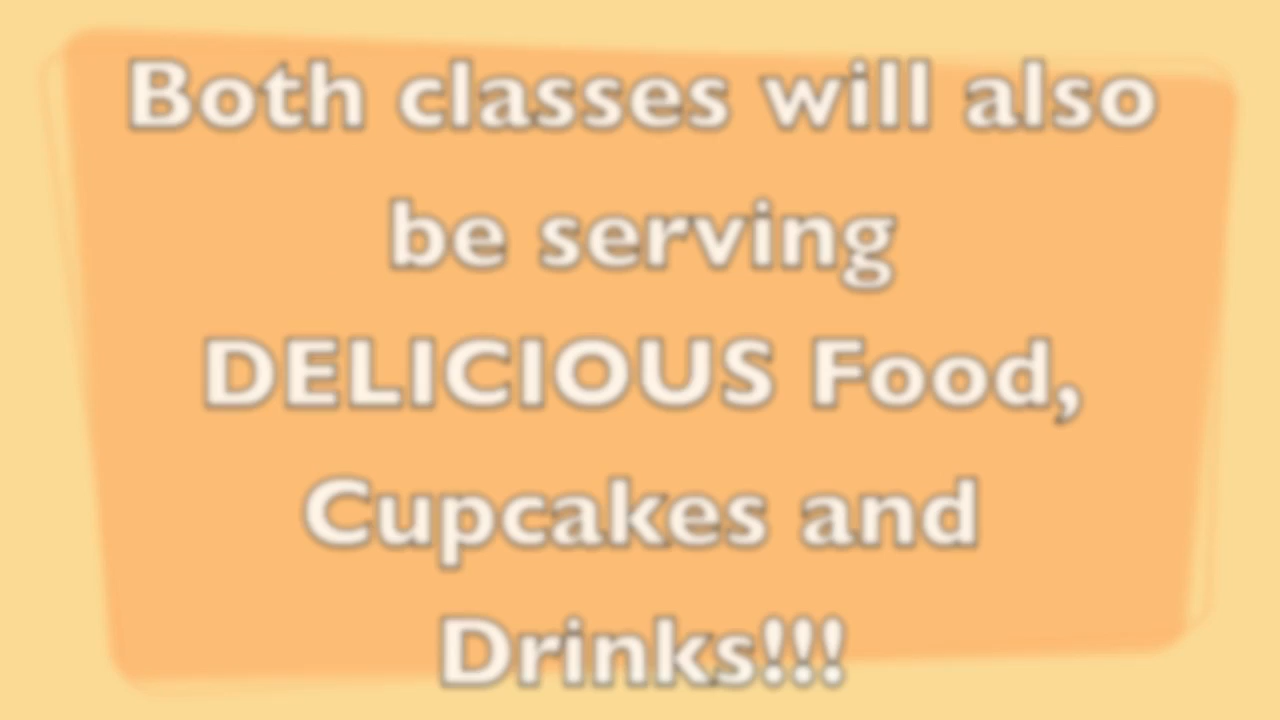 Both classes will also
be serving
DELICIOUS Food,
Cupcakes and
Drinks!!!